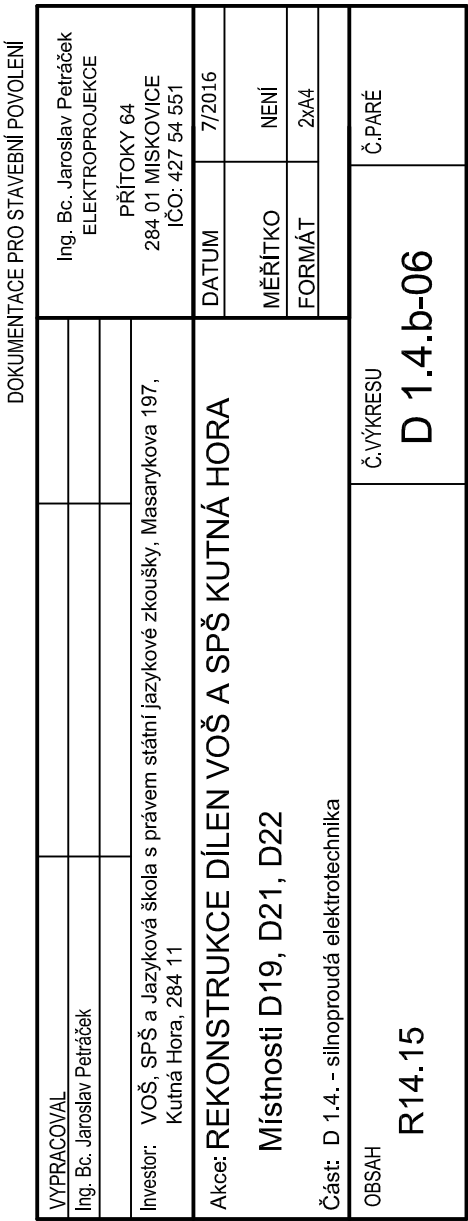 DOKUMENTACE PRO STAVEBNÍ POVOLENÍ
VYPRACOVAL
Ing. Bc. Jaroslav Petráček
Ing. Bc. Jaroslav Petráček
ELEKTROPROJEKCE
PŘÍTOKY 64
284 01 MISKOVICE
IČO: 427 54 551
Investor: VOŠ, SPŠ a Jazyková škola s právem státní jazykové zkoušky, Masarykova 197,
Kutná Hora, 284 11
Akce: REKONSTRUKCE DÍLEN VOŠ A SPŠ KUTNÁ HORA
Místnosti D19, D21, D22
Část: D 1.4. - silnoproudá elektrotechnika
DATUM 7/2016
MĚŘÍTKO NENÍ
FORMÁT 2xA4
OBSAH
R14.15
Č.VÝKRESU
D 1.4.b-06
Č.PARÉ